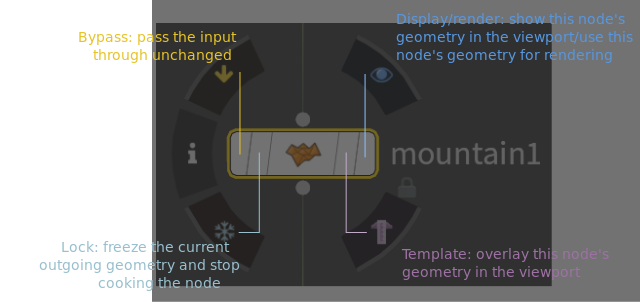 Bypass: pass the input
through unchanged
Display/render: show this node's
geometry in the viewport/use this
node's geometry for rendering
mountain1
Lock: freeze the current
outgoing geometry and stop
cooking the node
Template: overlay this node's
geometry in the viewport